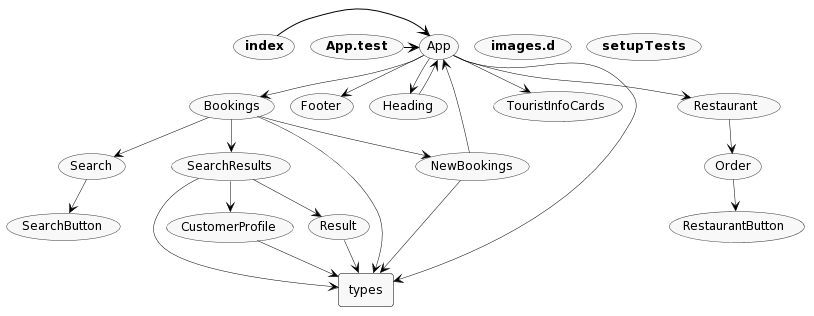 index
App.test
App
images.d
setupTests
Bookings
Footer
Heading
TouristInfoCards
Restaurant
Search
SearchResults
NewBookings
Order
SearchButton
CustomerProfile
Result
RestaurantButton
types